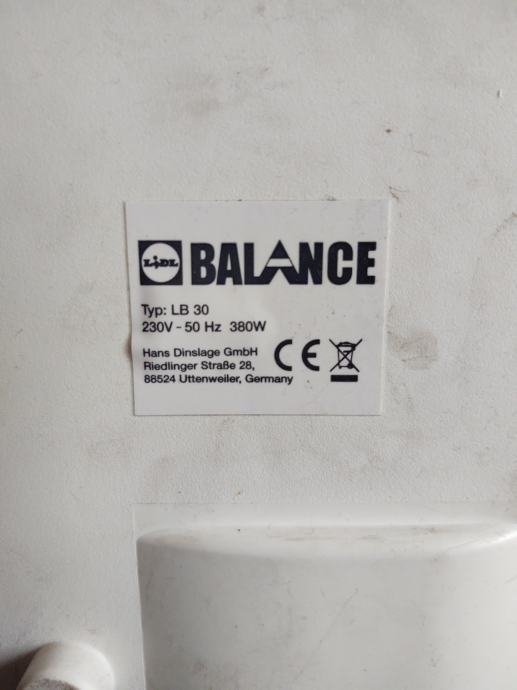 LiDL BALANCE
Typ: LB 30
230V - 50 Hz 380W
Hans Dinslage GmbH
Riedlinger Straße 28,
88524 Uttenweiler, Germany
CE